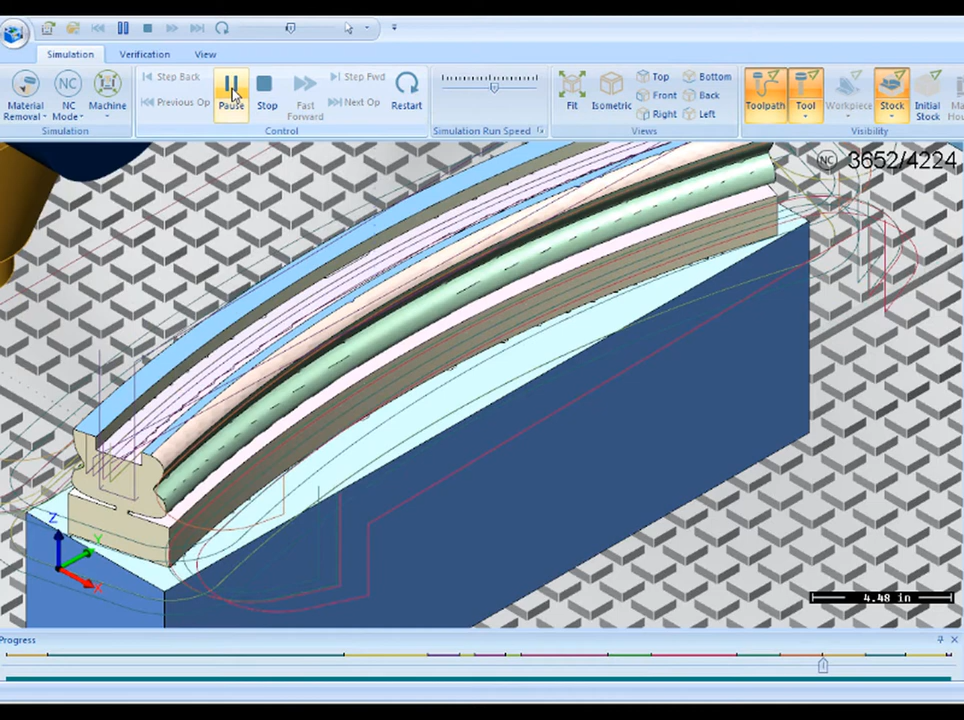 Simulation Verification View
Material Removal NC Mode Machine
Simulation
Step Back
Previous Op
Pause Stop Fast Forward
Step Fwd
Next Op
Restart
Control
Simulation Run Speed
Fit Isometric
Top Bottom
Front Back
Right Left
Views
Toolpath Tool Workpiece Stock Initial Stock
Visibility
NC 3652/4224
Z
Y
X
4.48 in
Progress